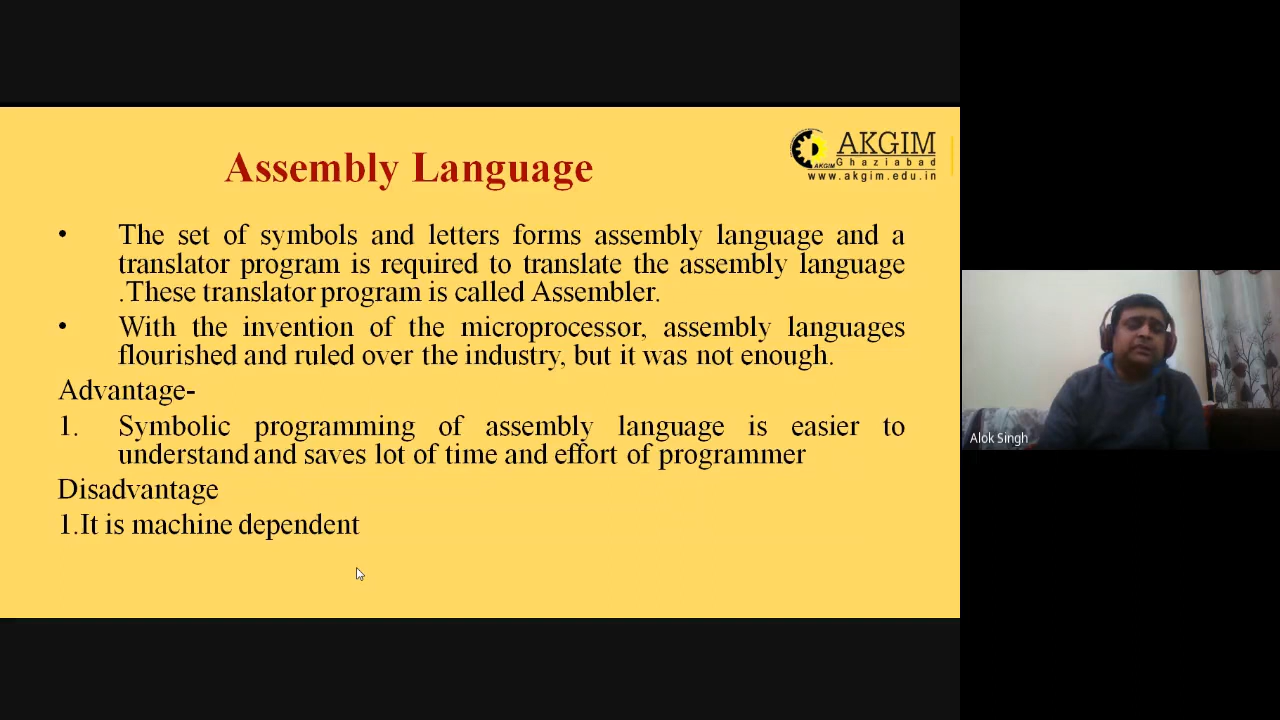 Assembly Language
AKGIM
Ghaziabad
AKGIM
www.akgim.edu.in
• The set of symbols and letters forms assembly language and a
translator program is required to translate the assembly language
.These translator program is called Assembler.
• With the invention of the microprocessor, assembly languages
flourished and ruled over the industry, but it was not enough.
Advantage-
1. Symbolic programming of assembly language is easier to
understand and saves lot of time and effort of programmer
Disadvantage
1.It is machine dependent
Alok Singh